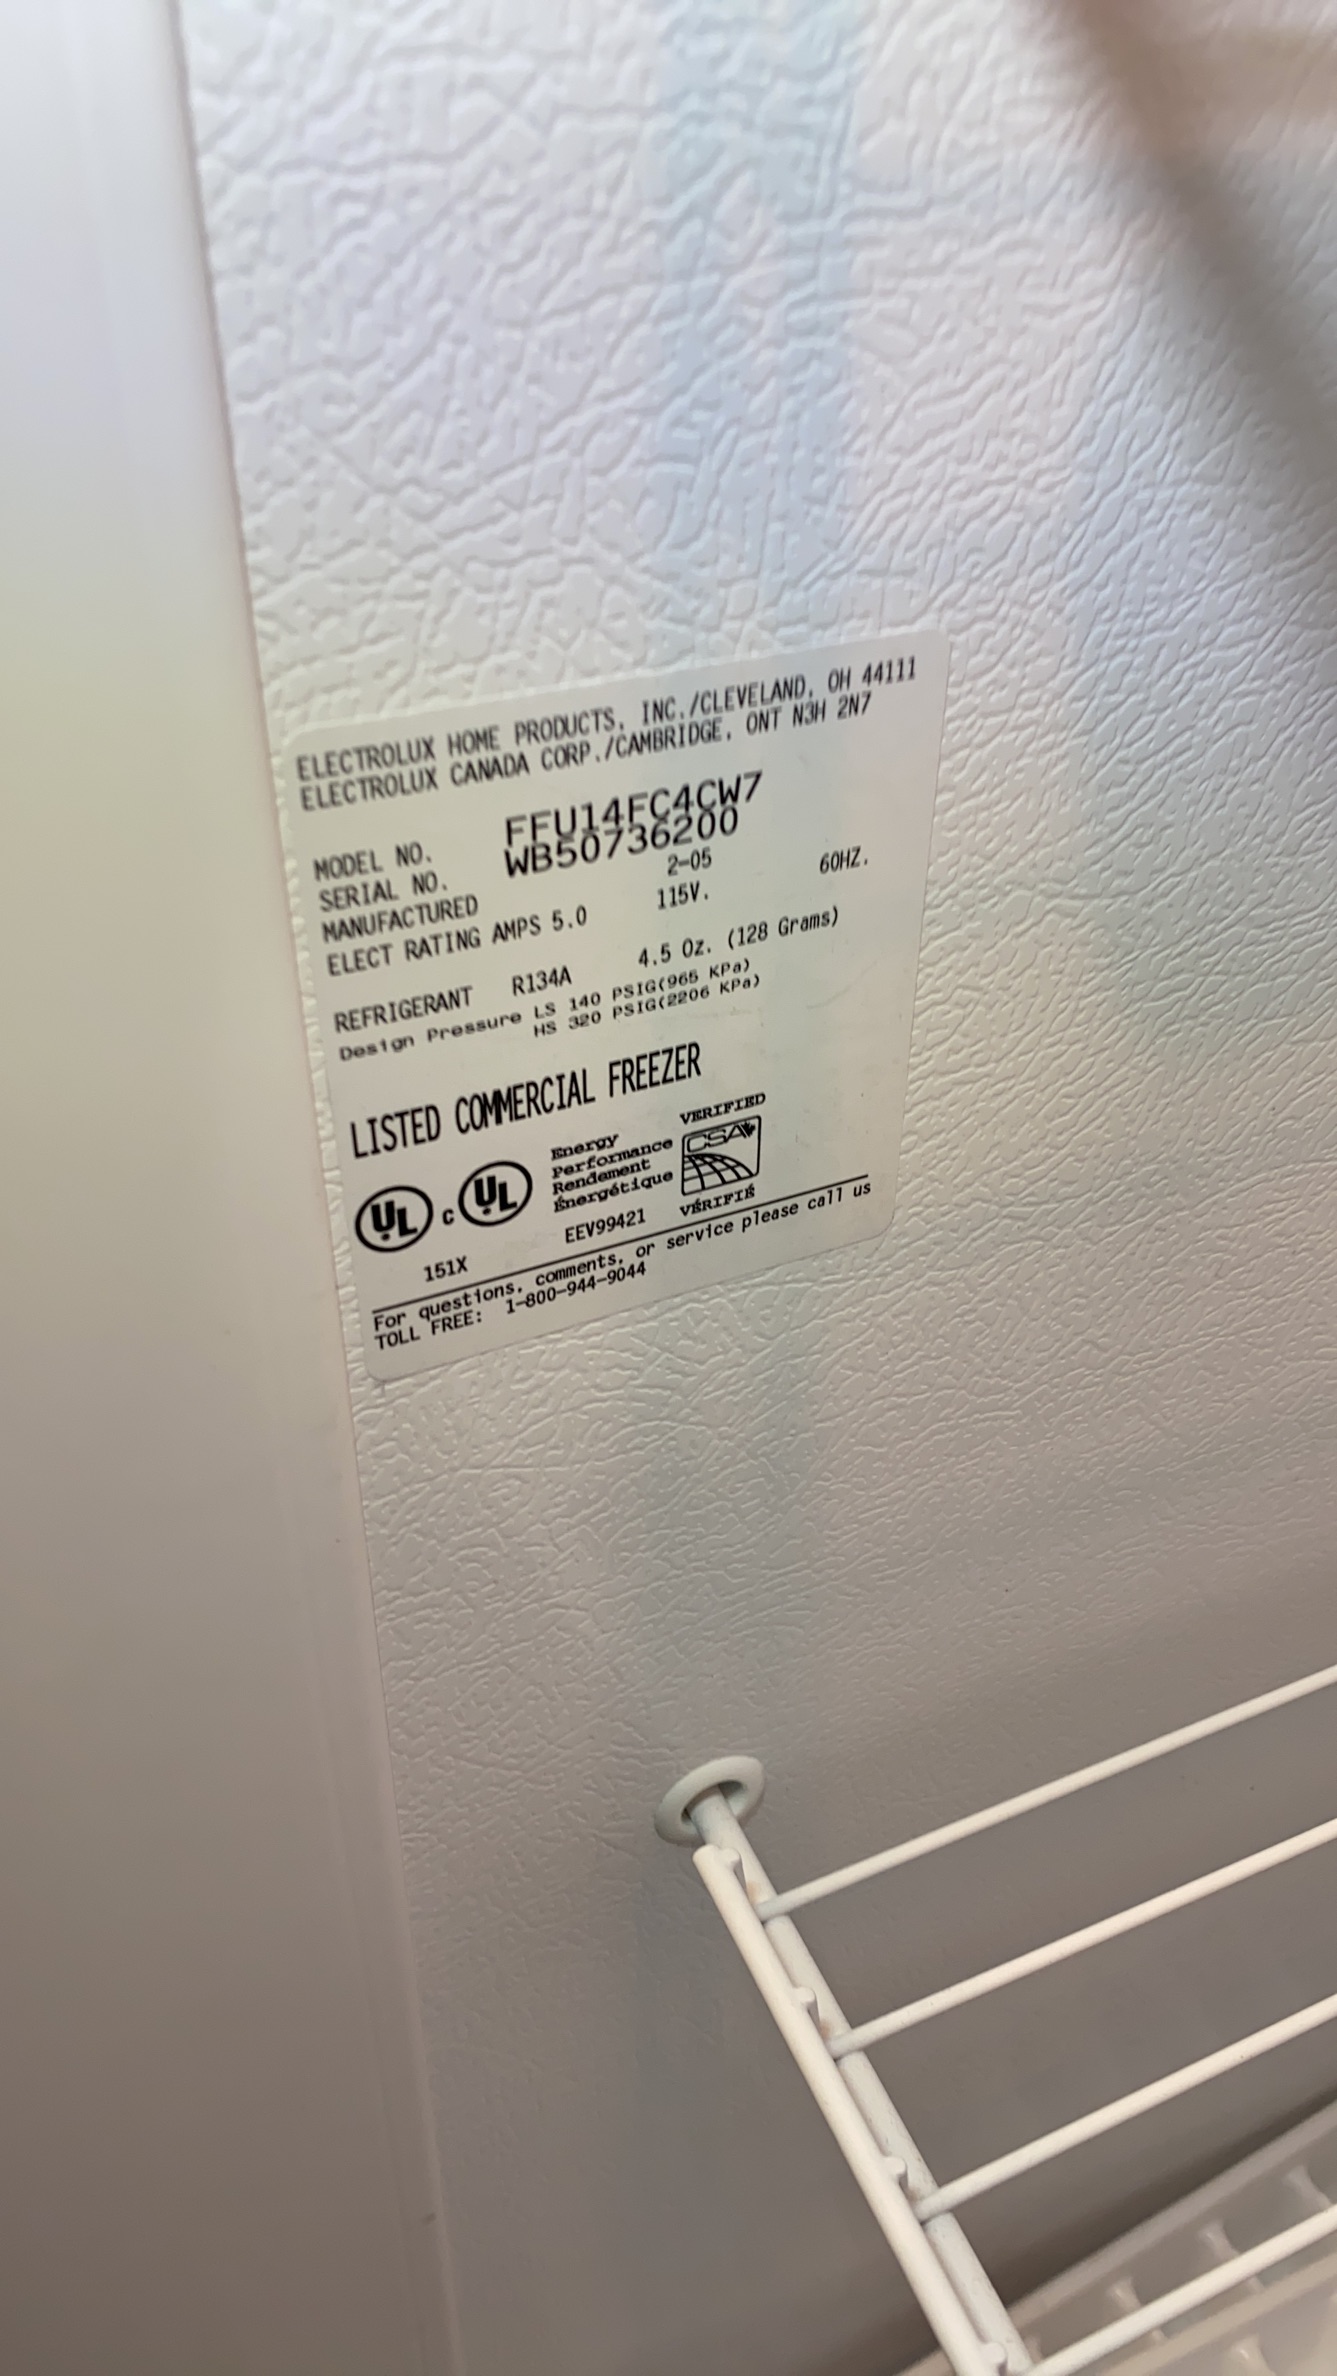 ELECTROLUX HOME PRODUCTS, INC./CLEVELAND, OH 44111
ELECTROLUX CANADA CORP./CAMBRIDGE, ONT N3H 2N7
MODEL NO. FFU14FC4CW7
SERIAL NO. WB50736200
MANUFACTURED 2-05
ELECT RATING AMPS 5.0 115V. 60HZ.
REFRIGERANT R134A 4.5 Oz. (128 Grams)
Design Pressure LS 140 PSIG(965 KPa)
HS 320 PSIG(2206 KPa)
LISTED COMMERCIAL FREEZER
UL c UL
151X
Energy
Performance
Rendement
Énergétique
EEV99421
VERIFIED
CSA
VÉRIFIÉ
For questions, comments, or service please call us
TOLL FREE: 1-800-944-9044